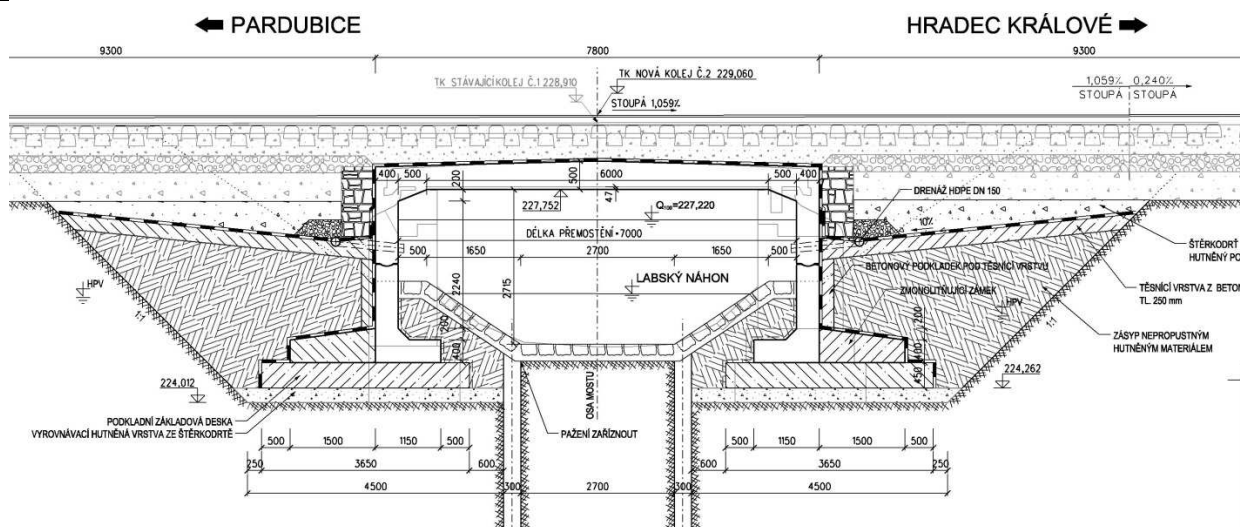 PARDUBICE
HRADEC KRÁLOVÉ
9300
7800
9300
TK STÁVAJÍCÍ KOLEJ Č.1 228,910
TK NOVÁ KOLEJ Č.2 229,060
STOUPÁ 1,059%
1,059% 0,240%
STOUPÁ STOUPÁ
400 500 200 500 6000 47 500 400
227,752
Q₁₀₀=227,220
DRENÁŽ HDPE DN 150
10%
DÉLKA PŘEMOSTĚNÍ=7000
500 1650 2700 1650 500
ŠTĚRKODRŤ
HUTNĚNÝ PO
BETONOVÝ PODKLADEK POD TĚSNÍCÍ VRSTVU
LABSKÝ NÁHON
HPV
2240
2715
ZMONOLITŇUJÍCÍ ZÁMEK
TĚSNÍCÍ VRSTVA Z BETON
TL. 250 mm
HPV
1:1
1:1
200
400
200
400
450
ZÁSYP NEPROPUSTNÝM
HUTNĚNÝM MATERIÁLEM
224,012
224,262
OSA MOSTU
PODKLADNÍ ZÁKLADOVÁ DESKA
VYROVNÁVACÍ HUTNĚNÁ VRSTVA ZE ŠTĚRKODRTĚ
PAŽENÍ ZAŘÍZNOUT
500 1500 1150 500
500 1150 1500 500
250 3650 600
600 3650 250
4500 300 2700 300 4500